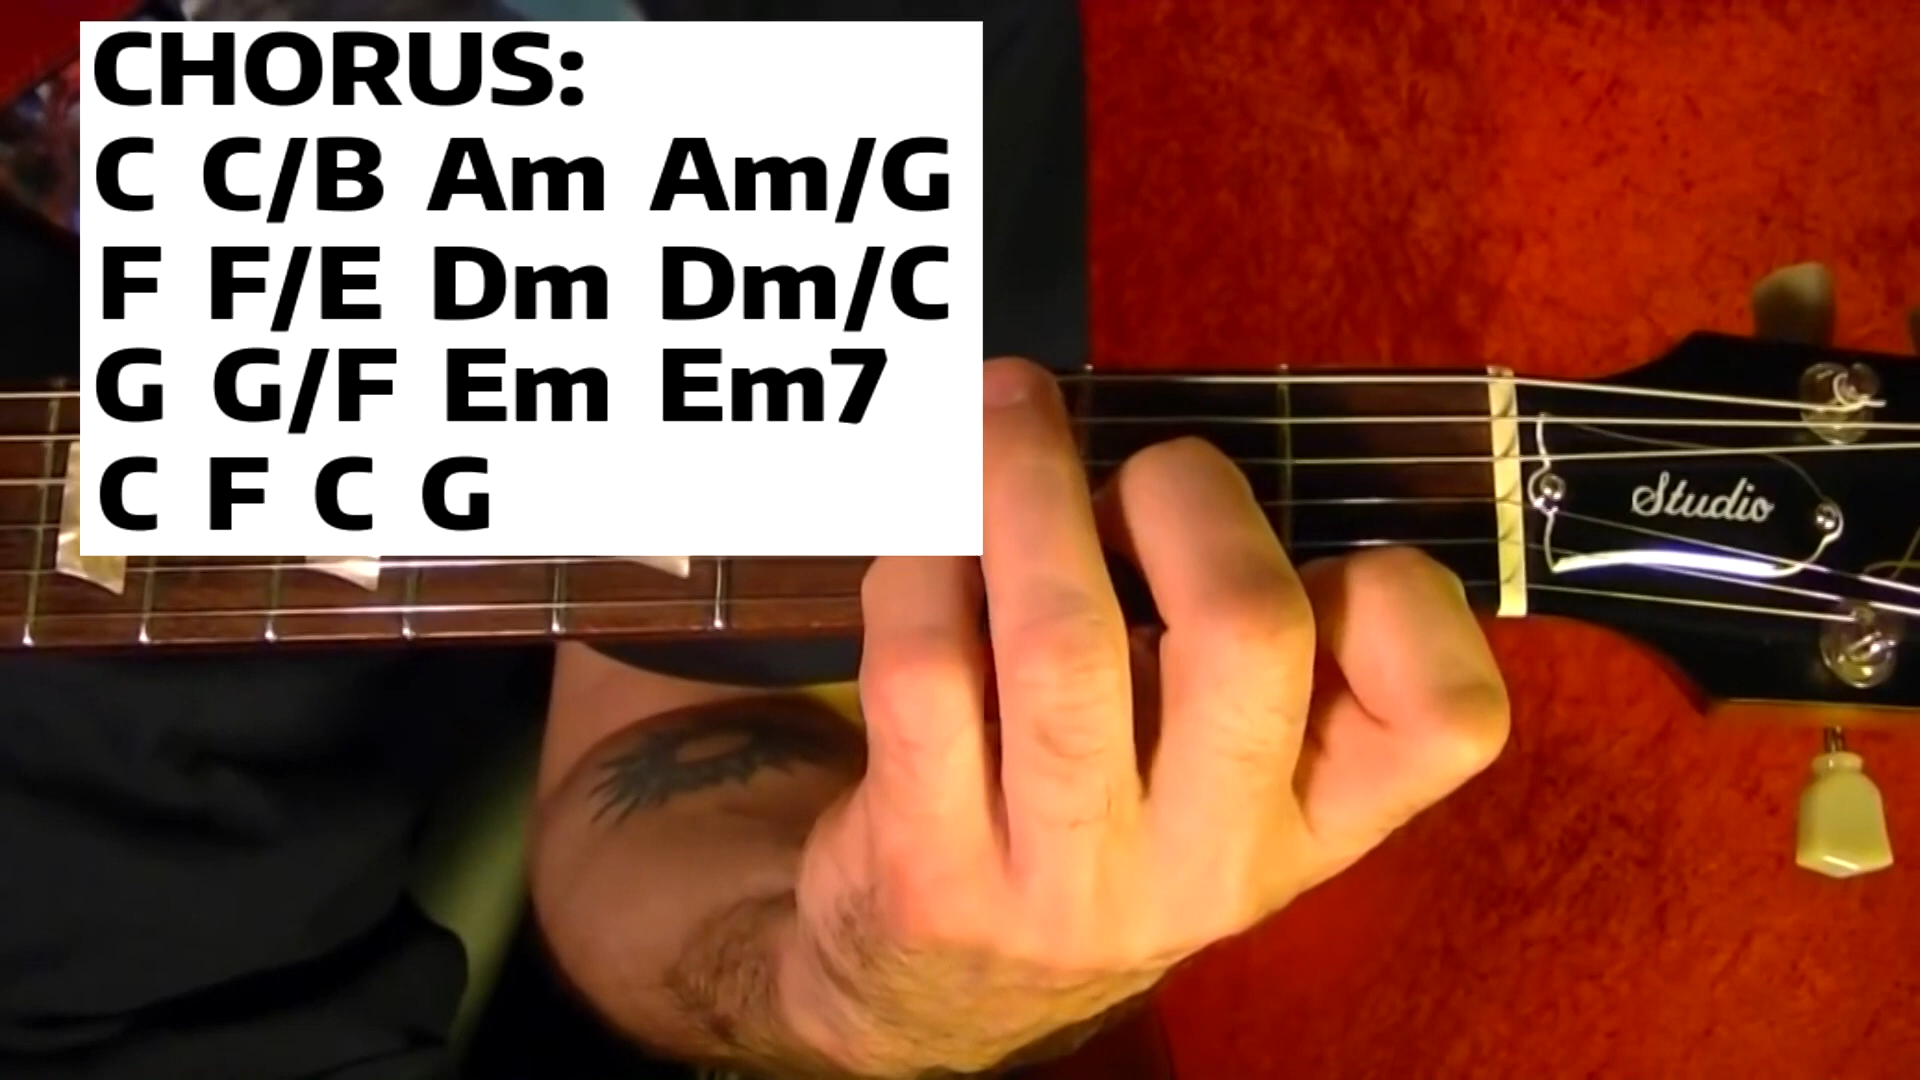 CHORUS:
C C/B Am Am/G
F F/E Dm Dm/C
G G/F Em Em7
C F C G
Studio